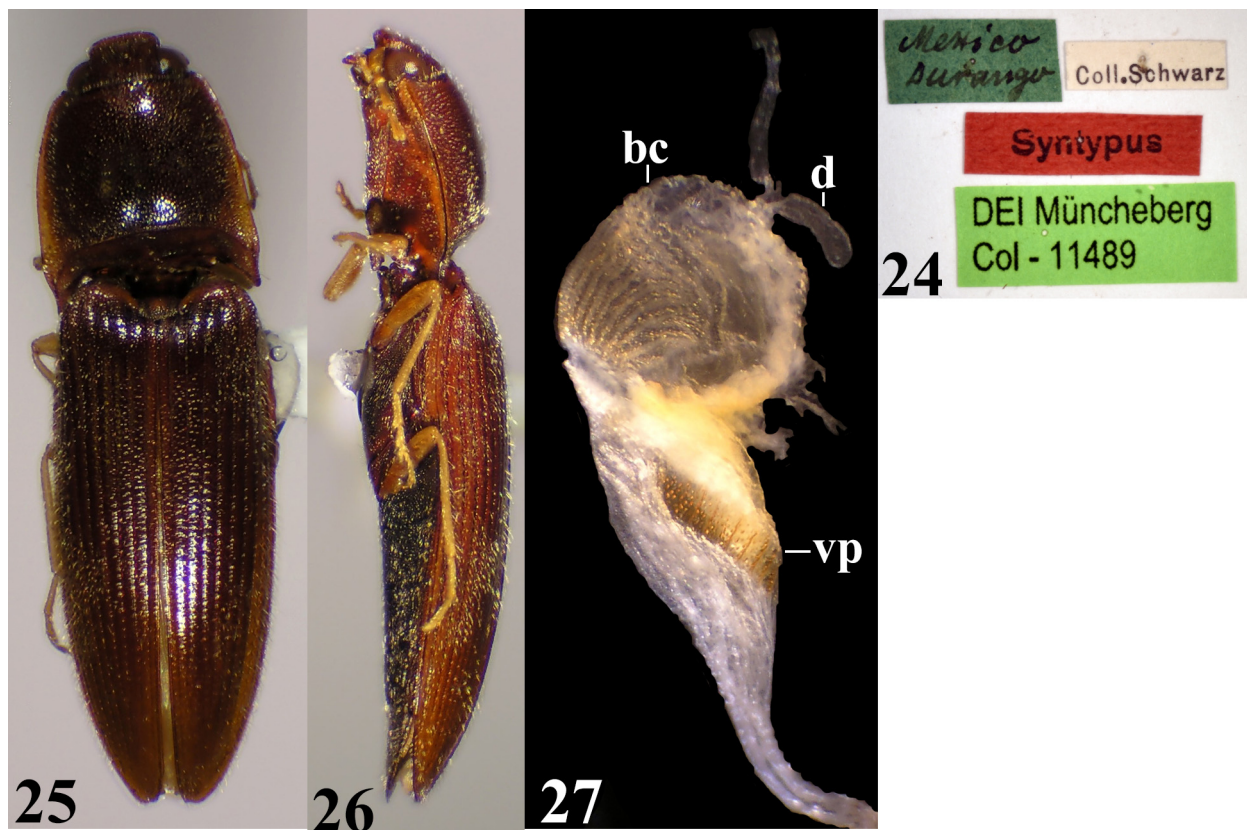 bc
d
vp
25
26
27
Mexico
Durango
Coll.Schwarz
Syntypus
DEI Müncheberg
Col - 11489
24